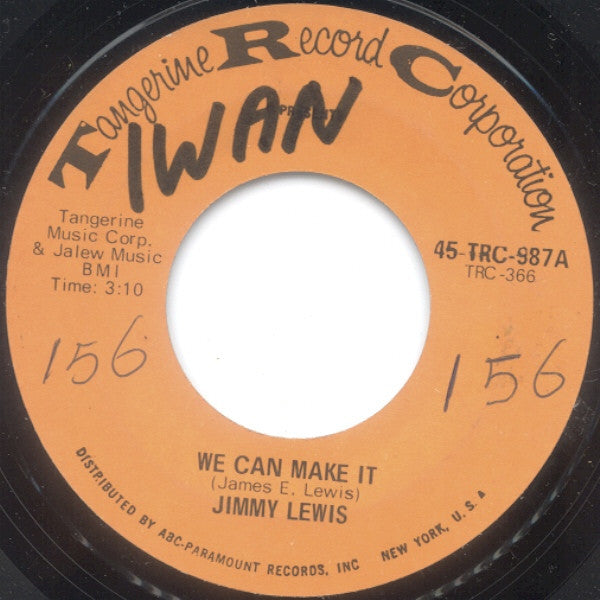 Tangerine Record Corporation
PRESENTS
IWAN
Tangerine
Music Corp.
& Jalew Music
BMI
Time: 3:10
45-TRC-987A
TRC-366
156
156
WE CAN MAKE IT
(James E. Lewis)
JIMMY LEWIS
DISTRIBUTED BY ABC-PARAMOUNT RECORDS, INC NEW YORK, U.S.A